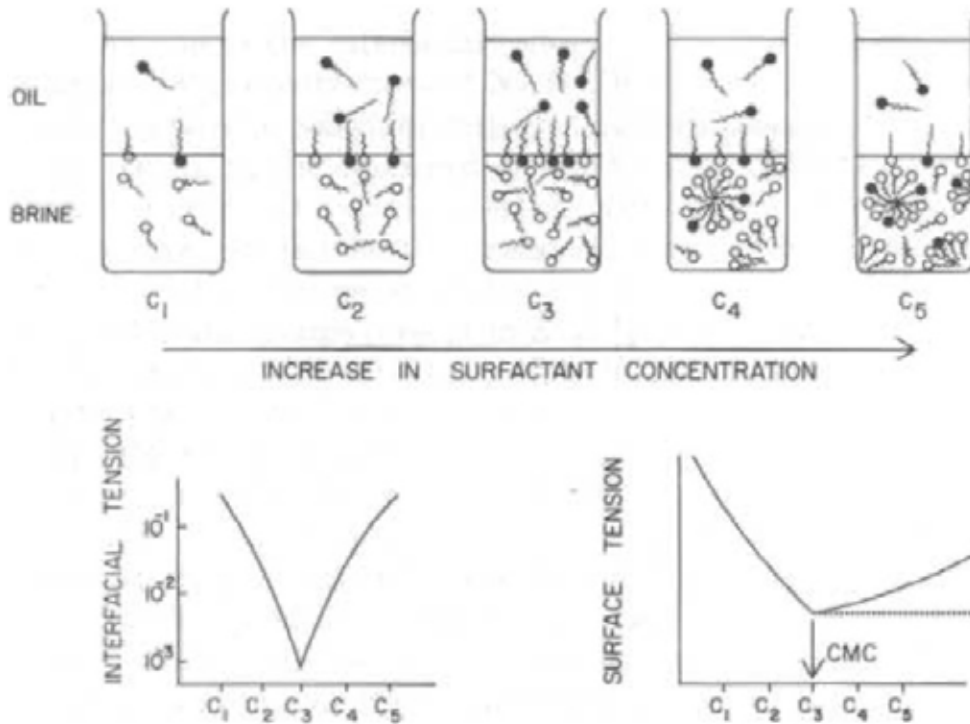 OIL
BRINE
C1 C2 C3 C4 C5
INCREASE IN SURFACTANT CONCENTRATION
INTERFACIAL TENSION
10-1
10-2
10-3
C1 C2 C3 C4 C5
SURFACE TENSION
CMC
C1 C2 C3 C4 C5